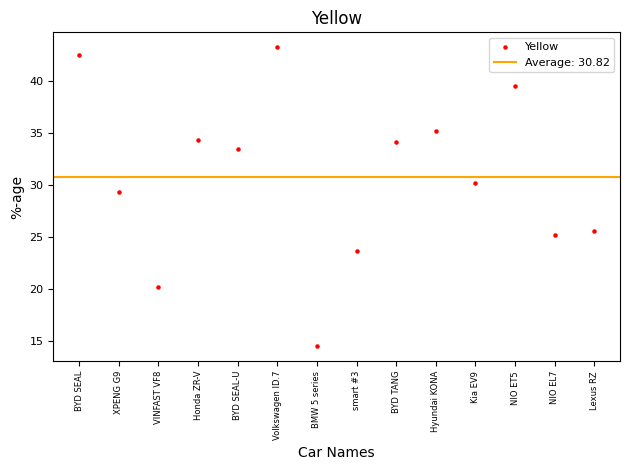 Yellow
Yellow
Average: 30.82
%-age
40
35
30
25
20
15
BYD SEAL
XPENG G9
VINFAST VF8
Honda ZR-V
BYD SEAL-U
Volkswagen ID.7
BMW 5 series
smart #3
BYD TANG
Hyundai KONA
Kia EV9
NIO ET5
NIO EL7
Lexus RZ
Car Names